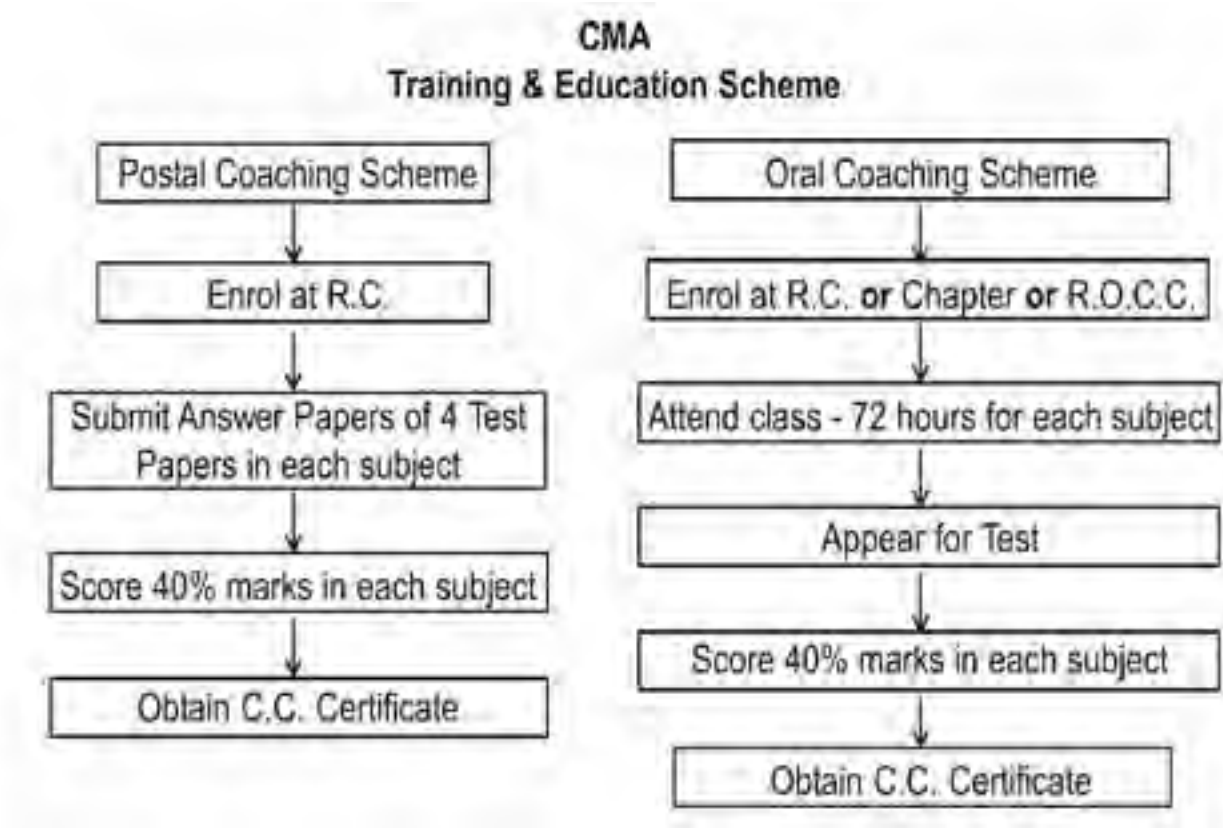 CMA
Training & Education Scheme
Postal Coaching Scheme
Enrol at R.C.
Submit Answer Papers of 4 Test
Papers in each subject
Score 40% marks in each subject
Obtain C.C. Certificate
Oral Coaching Scheme
Enrol at R.C. or Chapter or R.O.C.C.
Attend class - 72 hours for each subject
Appear for Test
Score 40% marks in each subject
Obtain C.C. Certificate